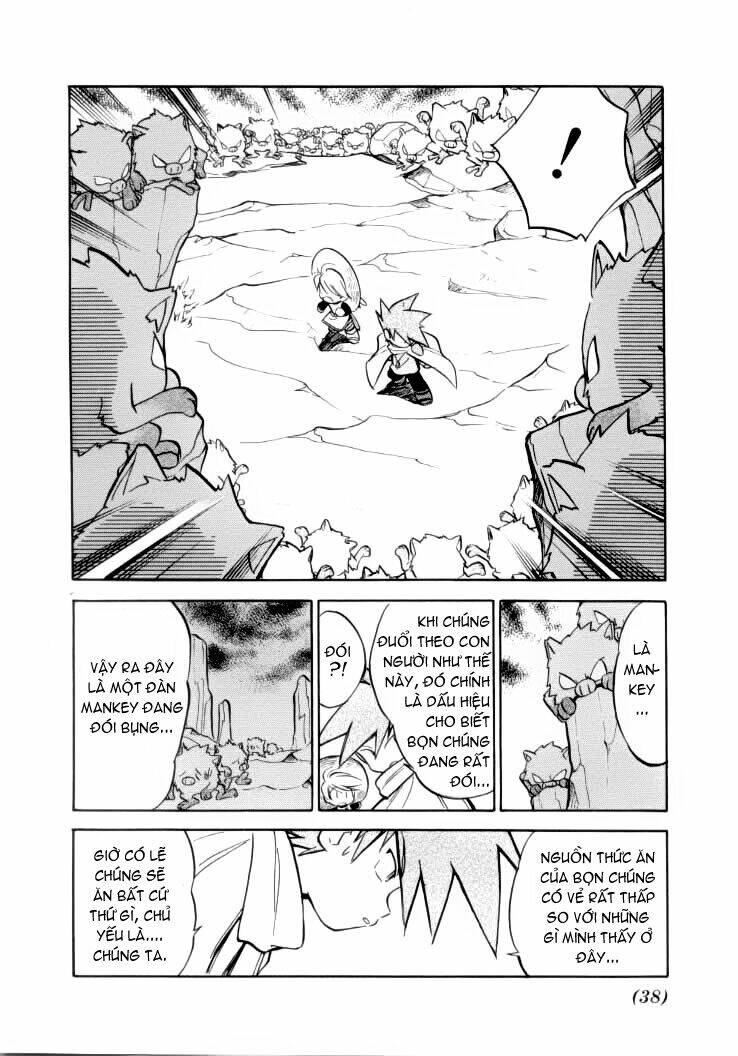 !
LÀ
MAN-
KEY
...
KHI CHÚNG
ĐUỔI THEO CON
NGƯỜI NHƯ THẾ
NÀY, ĐÓ CHÍNH
LÀ DẤU HIỆU
CHO BIẾT
BỌN CHÚNG
ĐANG RẤT
ĐÓI...
ĐÓI
?!
VẬY RA ĐÂY
LÀ MỘT ĐÀN
MANKEY ĐANG
ĐÓI BỤNG...
NGUỒN THỨC ĂN
CỦA BỌN CHÚNG
CÓ VẺ RẤT THẤP
SO VỚI NHỮNG
GÌ MÌNH THẤY Ở
ĐÂY...
GIỜ CÓ LẼ
CHÚNG SẼ
ĂN BẤT CỨ
THỨ GÌ, CHỦ
YẾU LÀ....
CHÚNG TA.
(38)